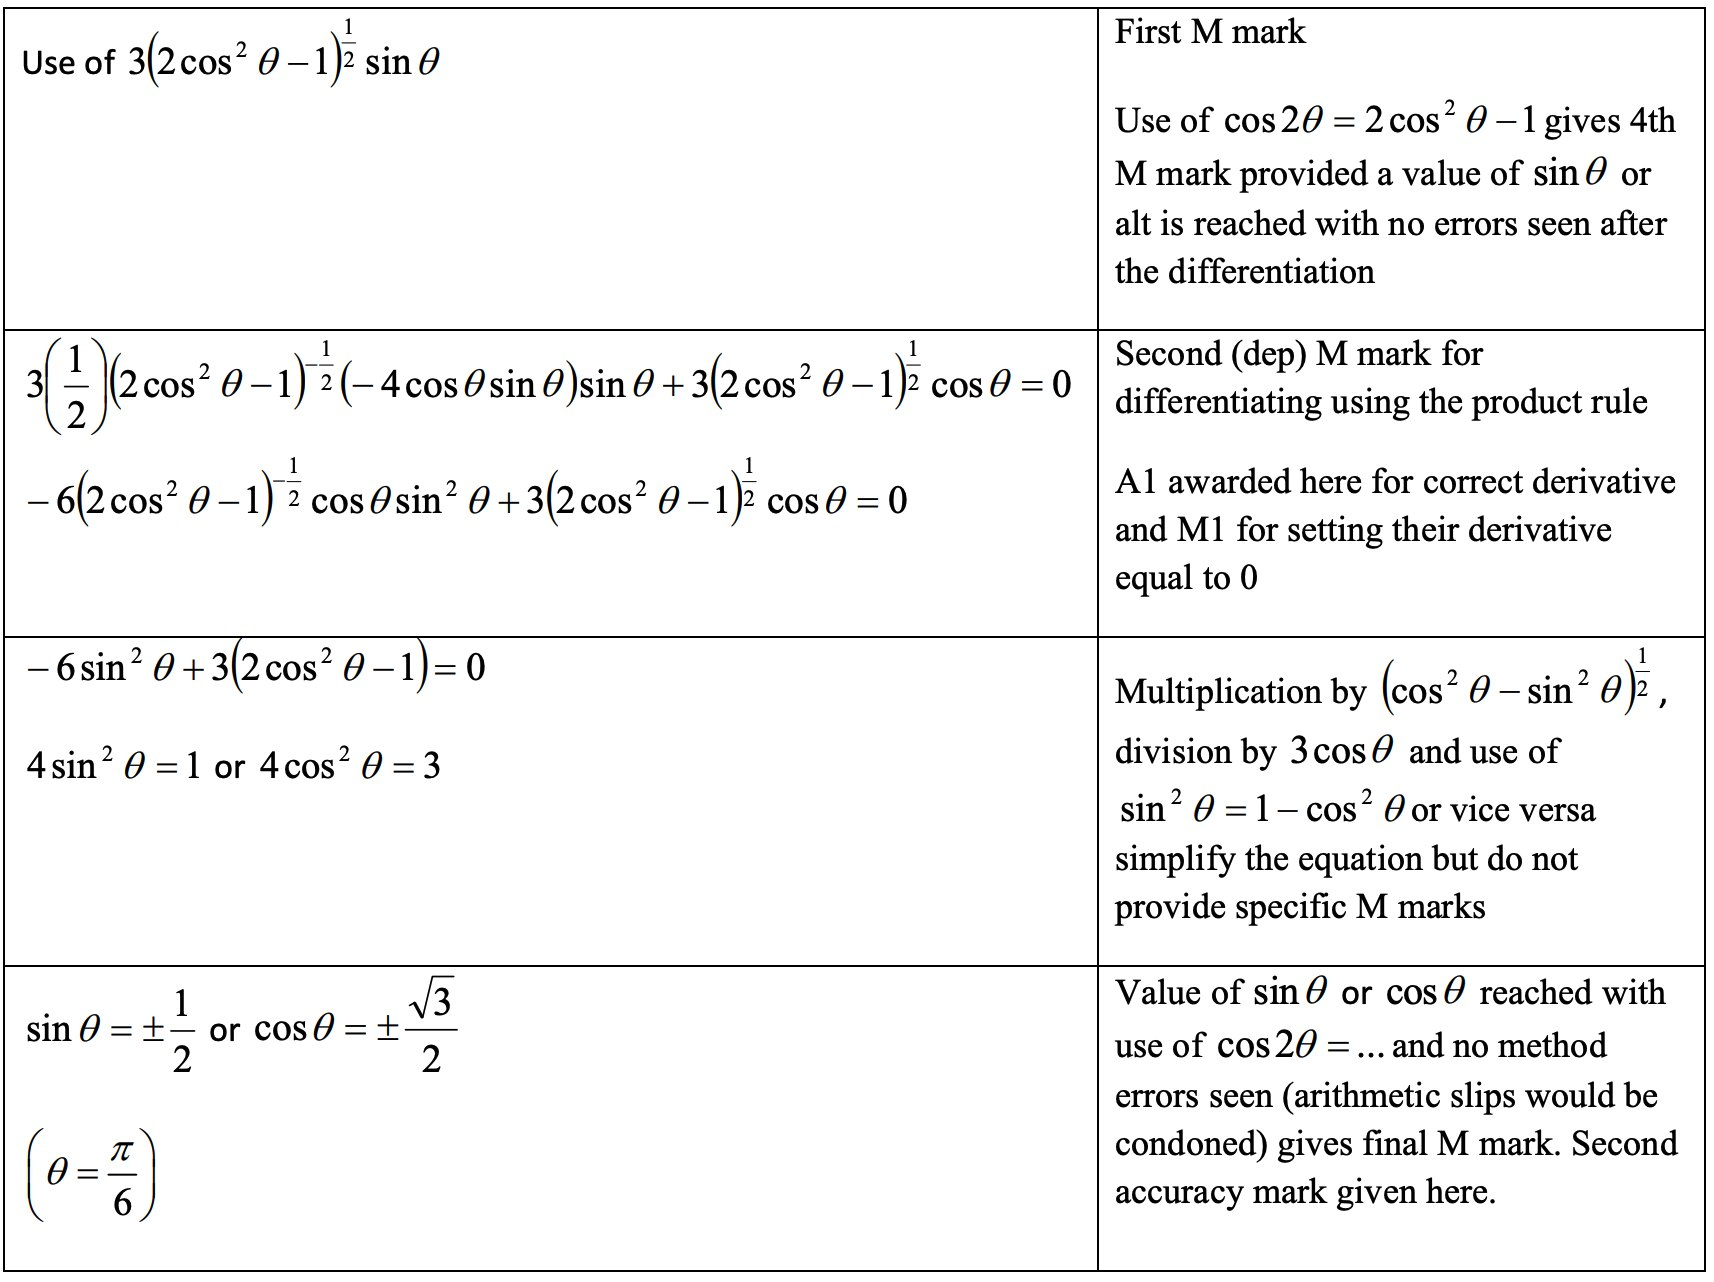 Use of 3(2cos² θ – 1)^{1/2} sin θ
First M mark
Use of cos 2θ = 2cos² θ – 1 gives 4th
M mark provided a value of sin θ or
alt is reached with no errors seen after
the differentiation
3(1/2)(2cos² θ – 1)^{-1/2}(– 4cos θ sin θ)sin θ + 3(2cos² θ – 1)^{1/2} cos θ = 0
– 6(2cos² θ – 1)^{-1/2} cos θ sin² θ + 3(2cos² θ – 1)^{1/2} cos θ = 0
Second (dep) M mark for
differentiating using the product rule
A1 awarded here for correct derivative
and M1 for setting their derivative
equal to 0
– 6sin² θ + 3(2cos² θ – 1) = 0
4sin² θ = 1 or 4cos² θ = 3
Multiplication by (cos² θ – sin² θ)^{1/2},
division by 3cos θ and use of
sin² θ = 1 – cos² θ or vice versa
simplify the equation but do not
provide specific M marks
sin θ = ±1/2 or cos θ = ±√3/2
(θ = π/6)
Value of sin θ or cos θ reached with
use of cos 2θ = ... and no method
errors seen (arithmetic slips would be
condoned) gives final M mark. Second
accuracy mark given here.